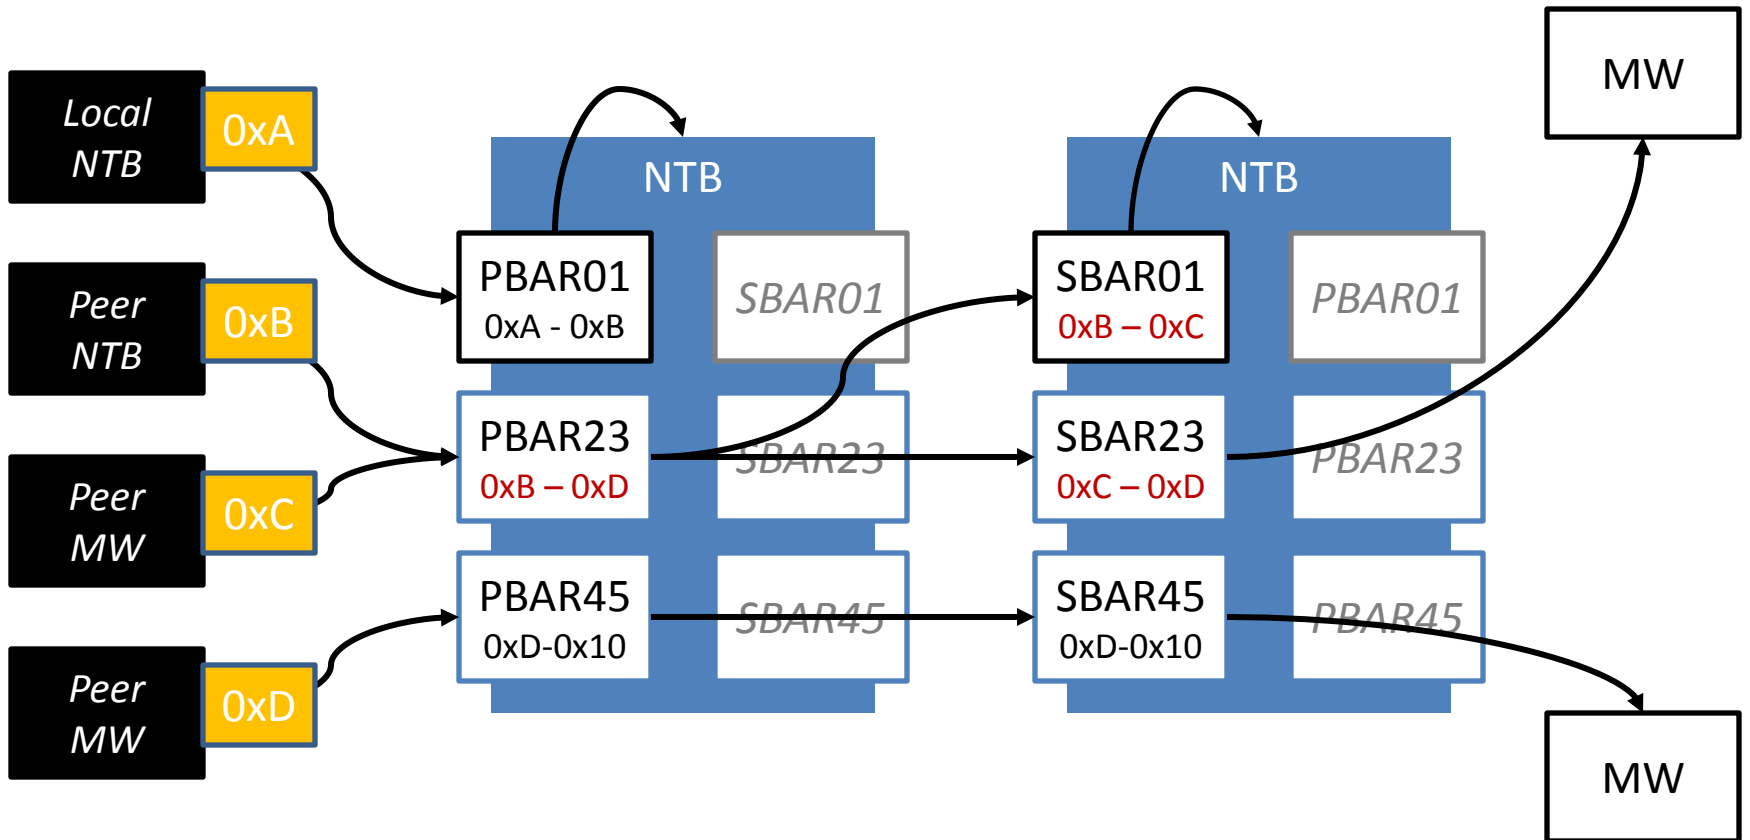 Local
NTB
0xA
Peer
NTB
0xB
Peer
MW
0xC
Peer
MW
0xD
NTB
PBAR01
0xA - 0xB
SBAR01
PBAR23
0xB – 0xD
SBAR23
PBAR45
0xD-0x10
SBAR45
NTB
SBAR01
0xB – 0xC
PBAR01
SBAR23
0xC – 0xD
PBAR23
SBAR45
0xD-0x10
PBAR45
MW
MW